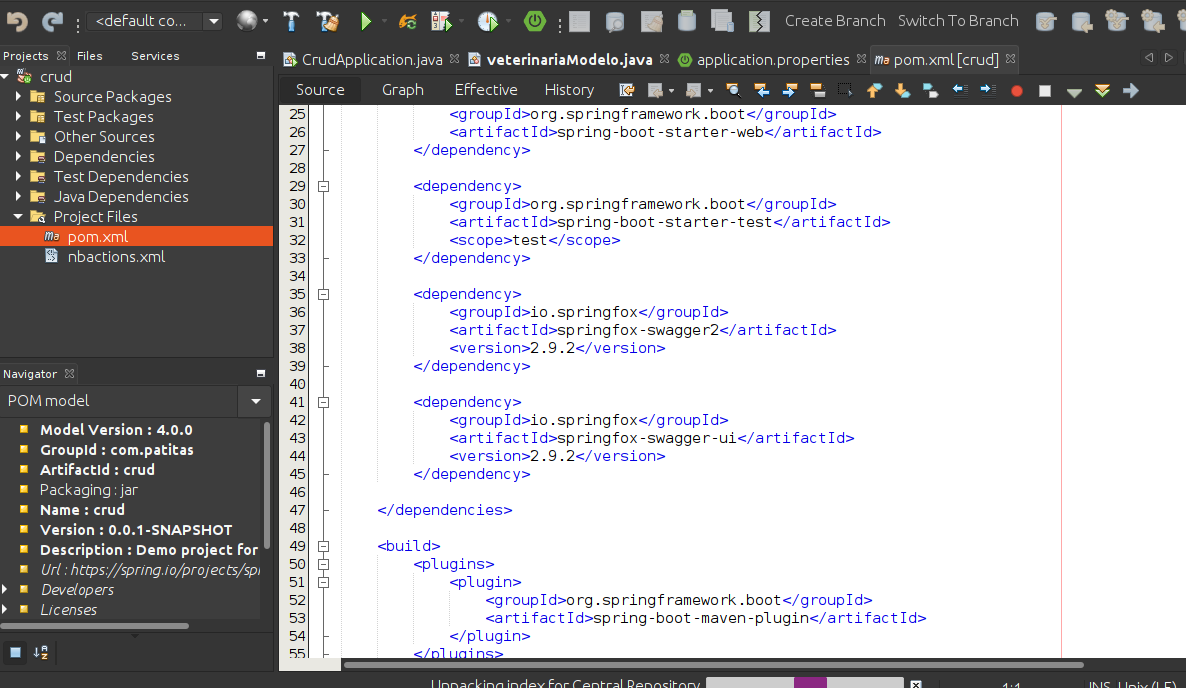 <default co...
Create Branch
Switch To Branch
Projects
Files
Services
CrudApplication.java
veterinariaModelo.java
application.properties
pom.xml [crud]
crud
Source Packages
Test Packages
Other Sources
Dependencies
Test Dependencies
Java Dependencies
Project Files
pom.xml
nbactions.xml
Navigator
POM model
Model Version : 4.0.0
GroupId : com.patitas
ArtifactId : crud
Packaging : jar
Name : crud
Version : 0.0.1-SNAPSHOT
Description : Demo project for
Url : https://spring.io/projects/spi
Developers
Licenses
Source
Graph
Effective
History
25 <groupId>org.springframework.boot</groupId>
26 <artifactId>spring-boot-starter-web</artifactId>
27 </dependency>
28
29 <dependency>
30 <groupId>org.springframework.boot</groupId>
31 <artifactId>spring-boot-starter-test</artifactId>
32 <scope>test</scope>
33 </dependency>
34
35 <dependency>
36 <groupId>io.springfox</groupId>
37 <artifactId>springfox-swagger2</artifactId>
38 <version>2.9.2</version>
39 </dependency>
40
41 <dependency>
42 <groupId>io.springfox</groupId>
43 <artifactId>springfox-swagger-ui</artifactId>
44 <version>2.9.2</version>
45 </dependency>
46
47 </dependencies>
48
49 <build>
50 <plugins>
51 <plugin>
52 <groupId>org.springframework.boot</groupId>
53 <artifactId>spring-boot-maven-plugin</artifactId>
54 </plugin>
55 </plugins>
Unpacking index for Central Repository
1:1
INS
Unix (LF)